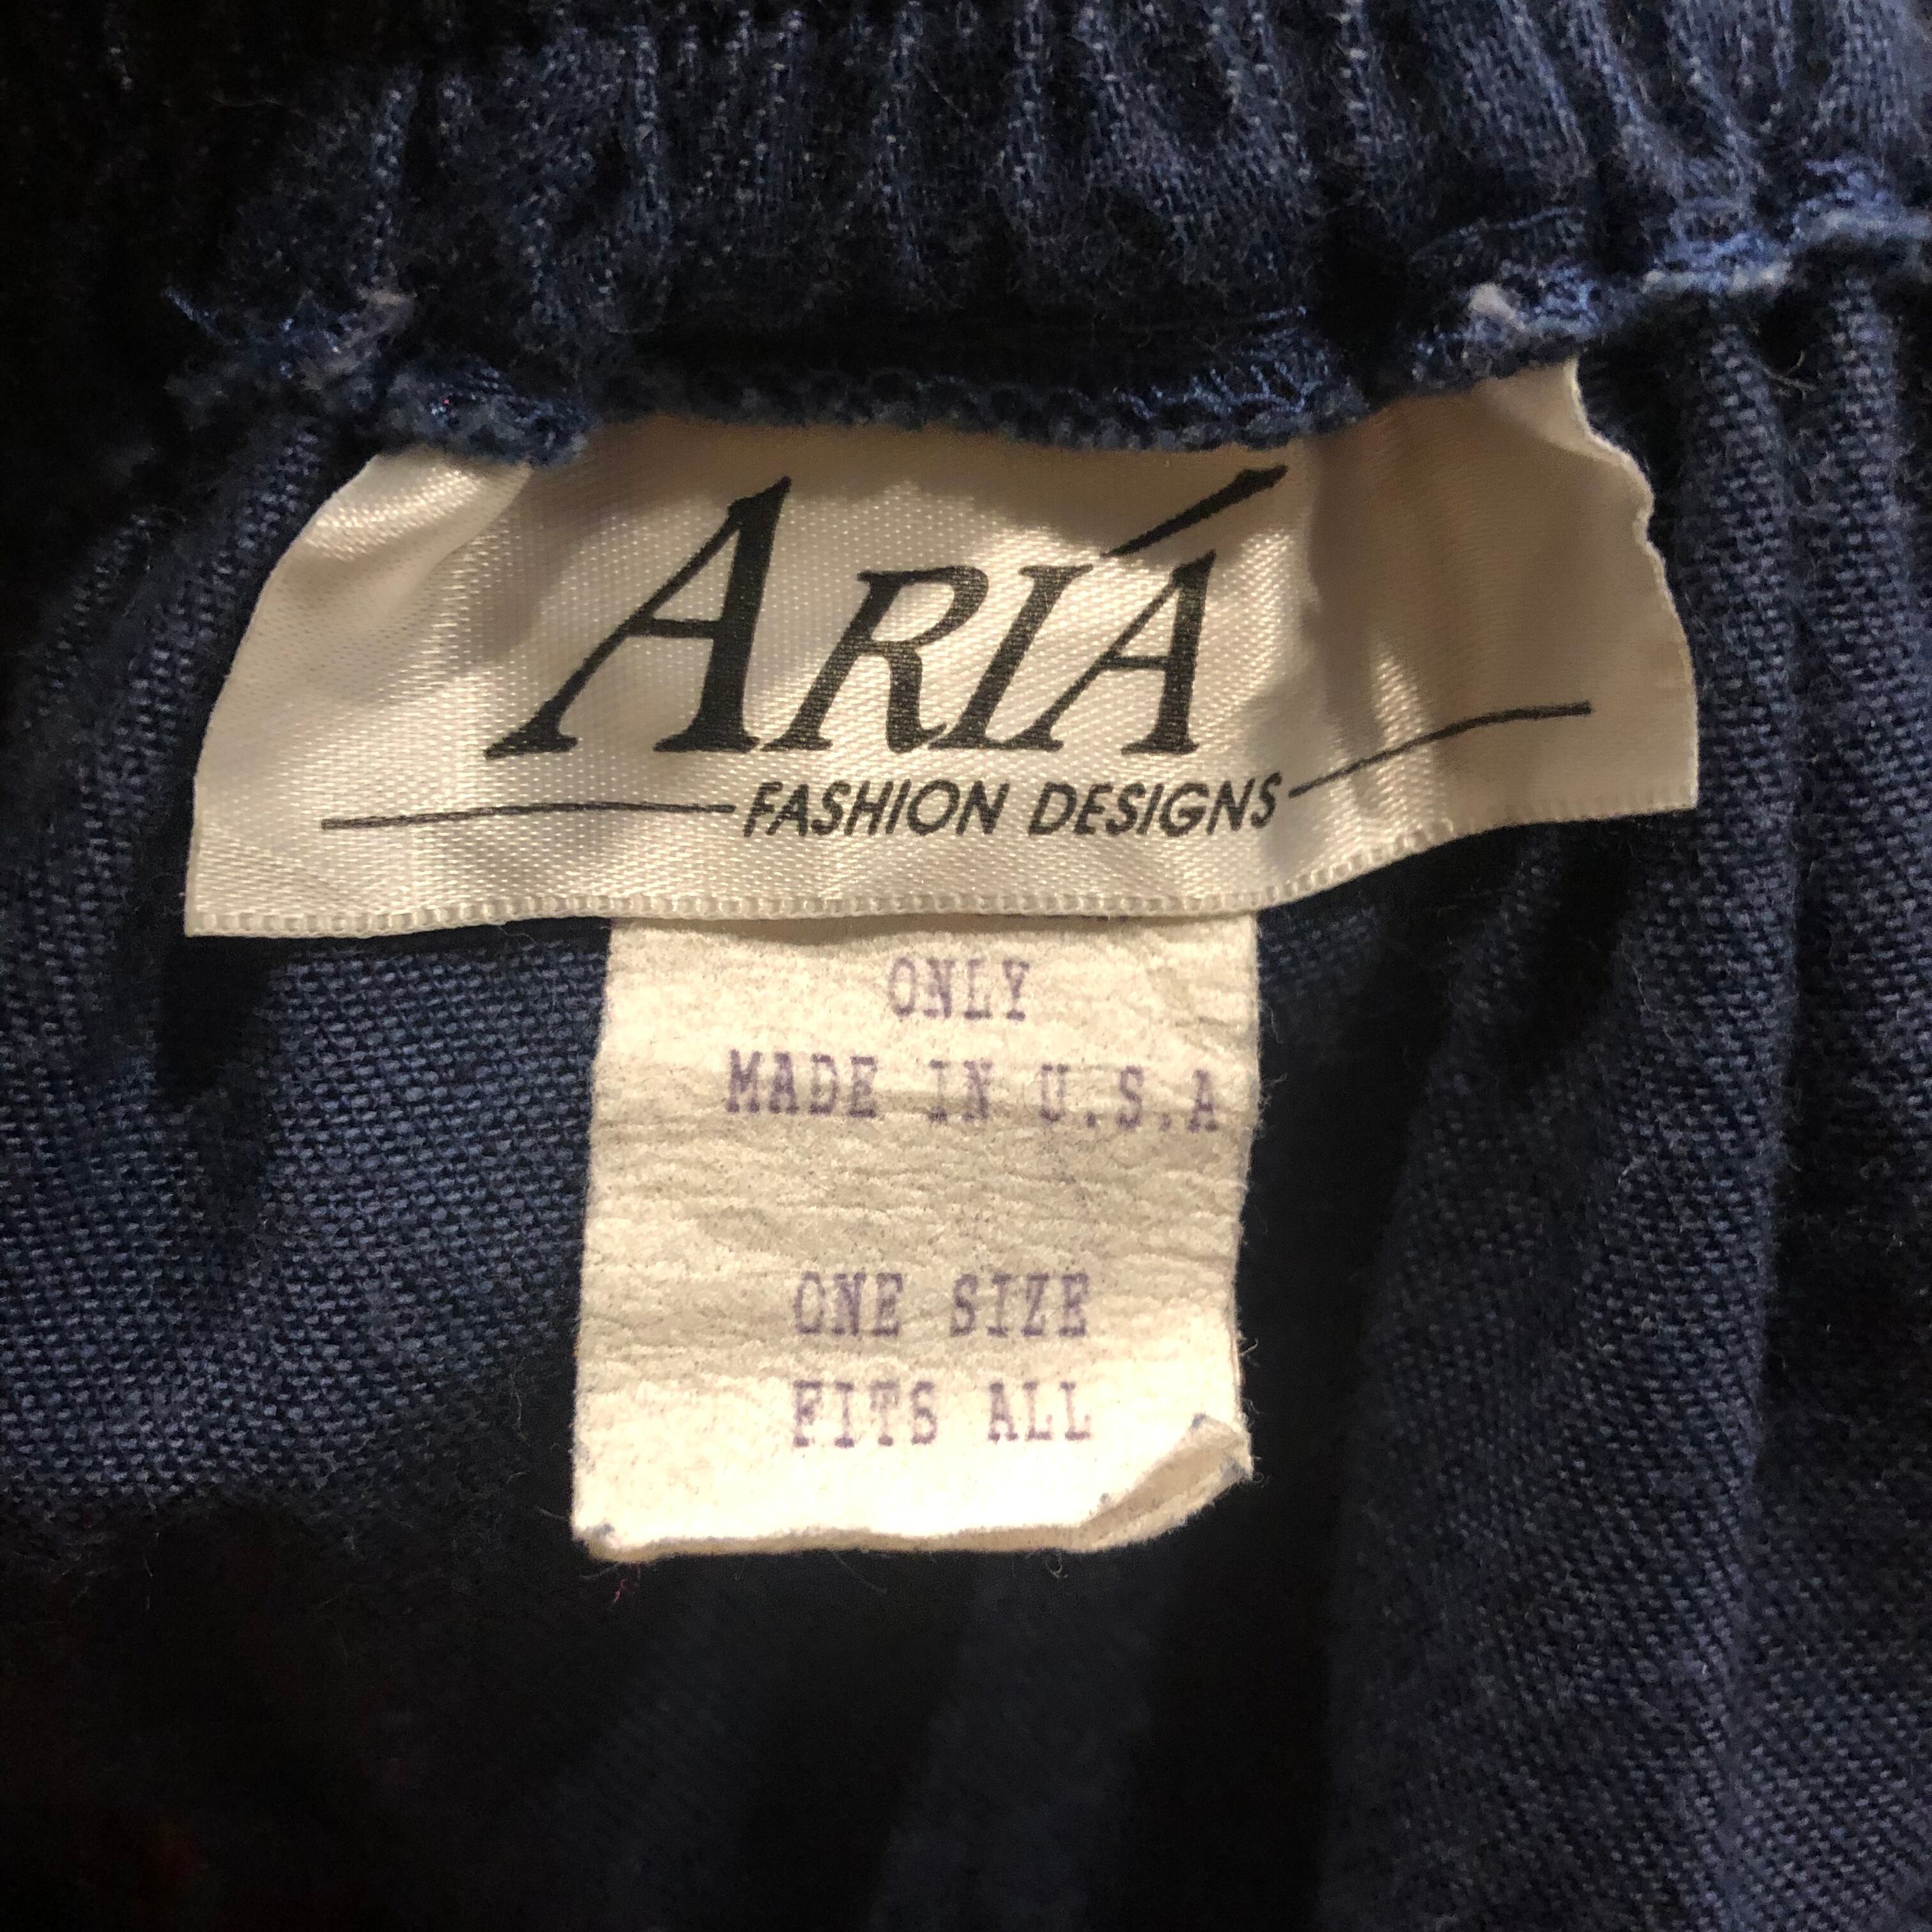 ARIÁ
FASHION DESIGNS
ONLY
MADE IN U.S.A
ONE SIZE
FITS ALL